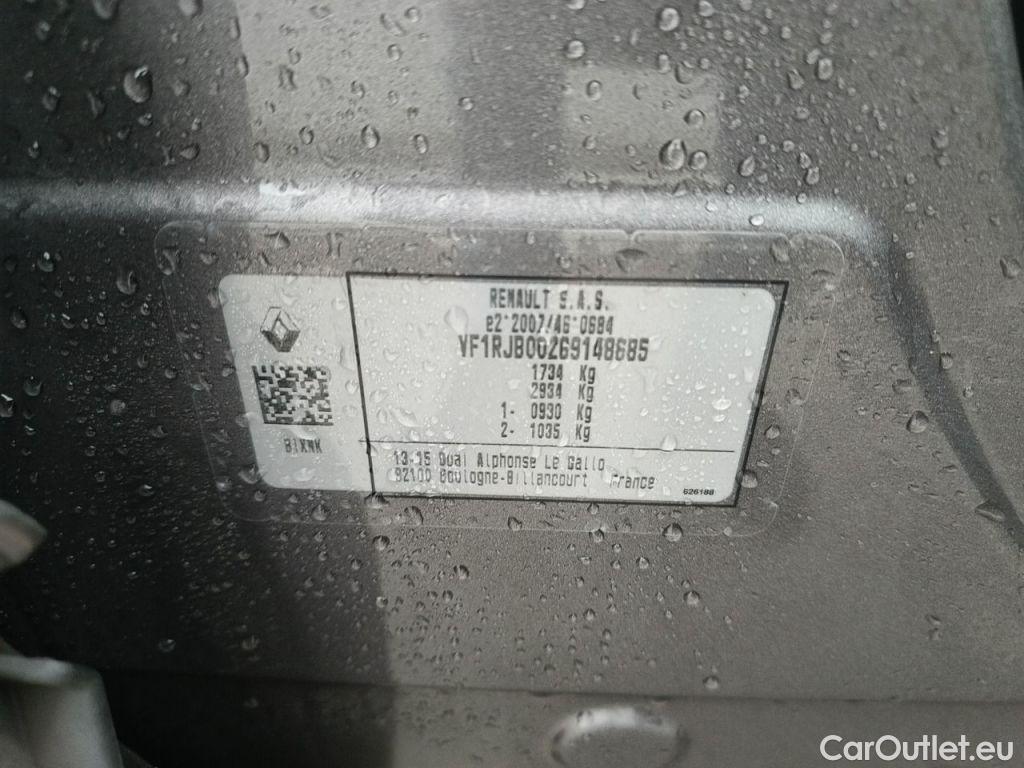 RENAULT S.A.S.
e2*2007/46*0684
VF1RJB00269148685
1734 Kg
2934 Kg
1- 0930 Kg
2- 1035 Kg
B1KMK
13-15 Quai Alphonse Le Gallo
92100 Boulogne-Billancourt France
626188
CarOutlet.eu